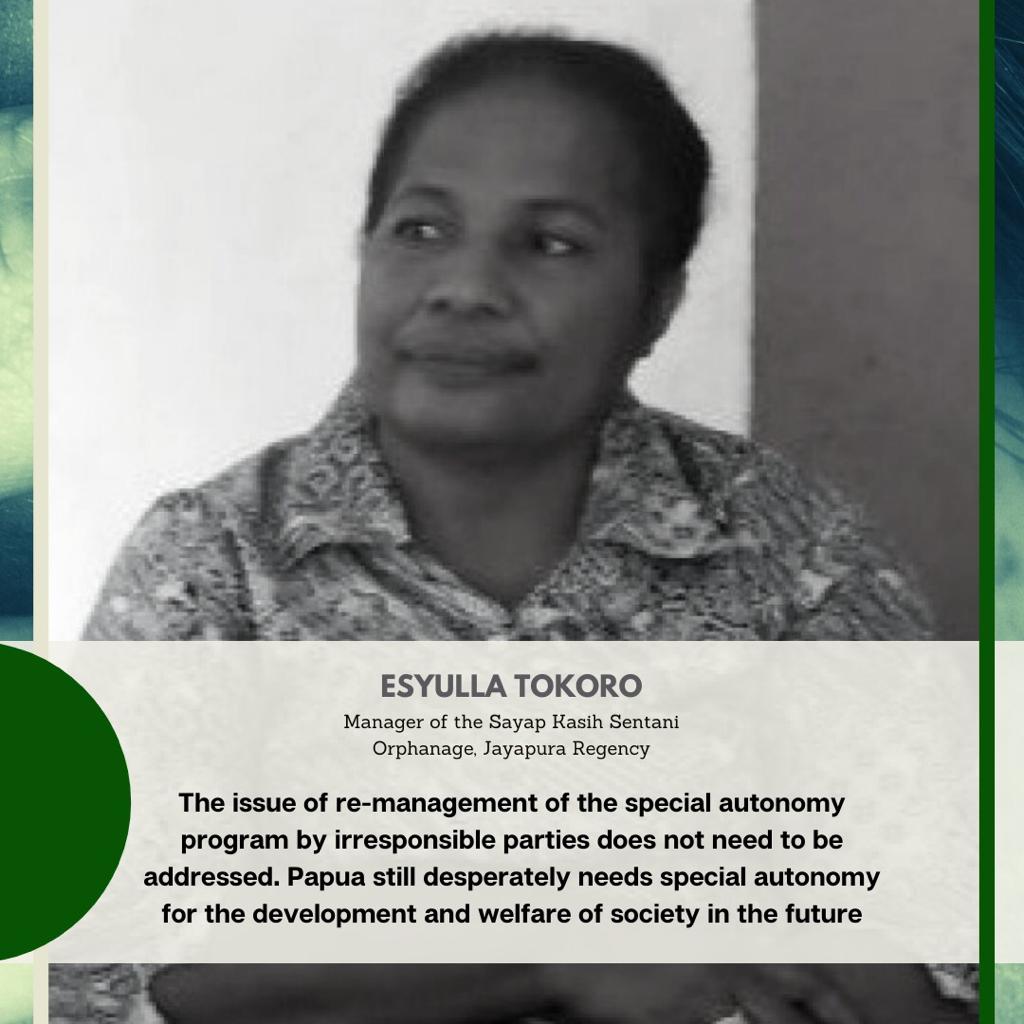 ESYULLA TOKORO
Manager of the Sayap Kasih Sentani
Orphanage, Jayapura Regency
The issue of re-management of the special autonomy
program by irresponsible parties does not need to be
addressed. Papua still desperately needs special autonomy
for the development and welfare of society in the future